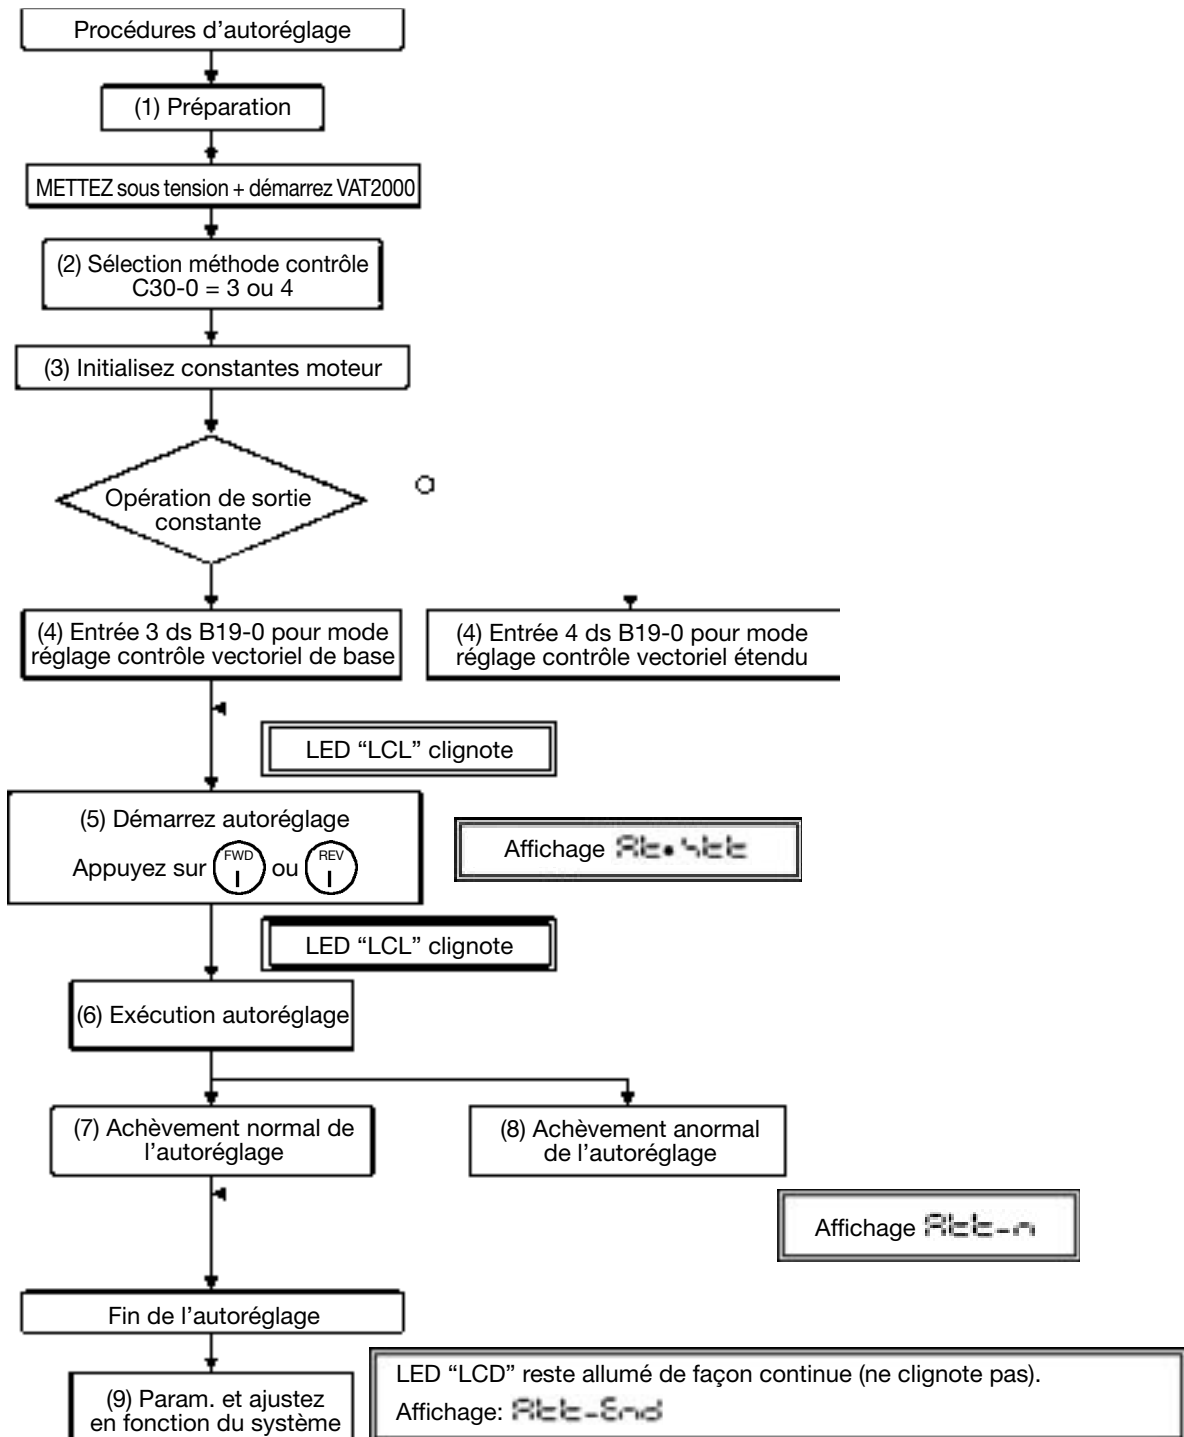 Procédures d'autoréglage
(1) Préparation
METTEZ sous tension + démarrez VAT2000
(2) Sélection méthode contrôle
C30-0 = 3 ou 4
(3) Initialisez constantes moteur
Opération de sortie
constante
(4) Entrée 3 ds B19-0 pour mode
réglage contrôle vectoriel de base
(4) Entrée 4 ds B19-0 pour mode
réglage contrôle vectoriel étendu
LED “LCL” clignote
(5) Démarrez autoréglage
Appuyez sur FWD ou REV
Affichage
LED “LCL” clignote
(6) Exécution autoréglage
(7) Achèvement normal de
l'autoréglage
(8) Achèvement anormal
de l'autoréglage
Affichage Att-n
Fin de l'autoréglage
(9) Param. et ajustez
en fonction du système
LED “LCD” reste allumé de façon continue (ne clignote pas).
Affichage: Att-End